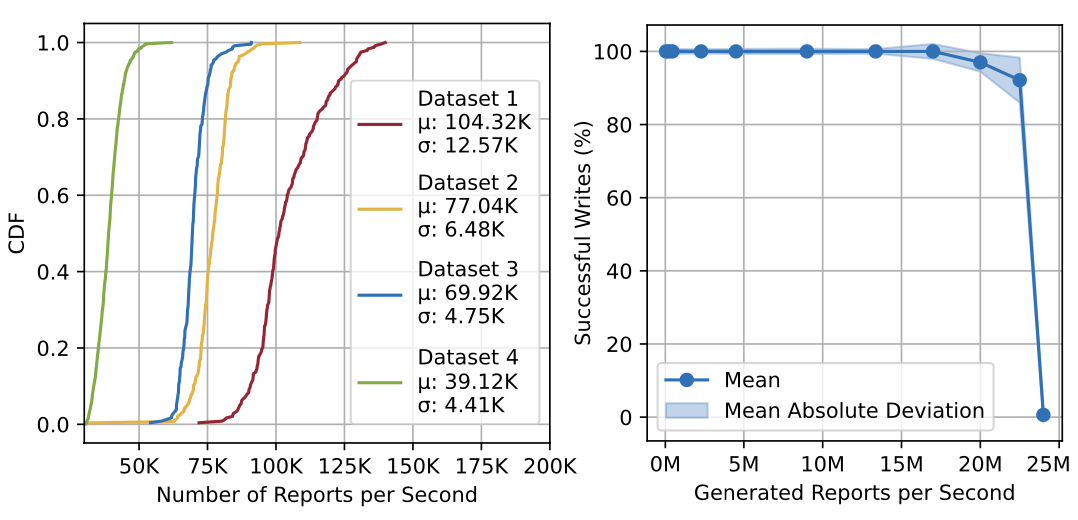 1.0
0.8
0.6
0.4
0.2
0.0
CDF
50K 75K 100K 125K 150K 175K 200K
Number of Reports per Second
Dataset 1
μ: 104.32K
σ: 12.57K
Dataset 2
μ: 77.04K
σ: 6.48K
Dataset 3
μ: 69.92K
σ: 4.75K
Dataset 4
μ: 39.12K
σ: 4.41K
100
80
60
40
20
0
Successful Writes (%)
Mean
Mean Absolute Deviation
0M 5M 10M 15M 20M 25M
Generated Reports per Second